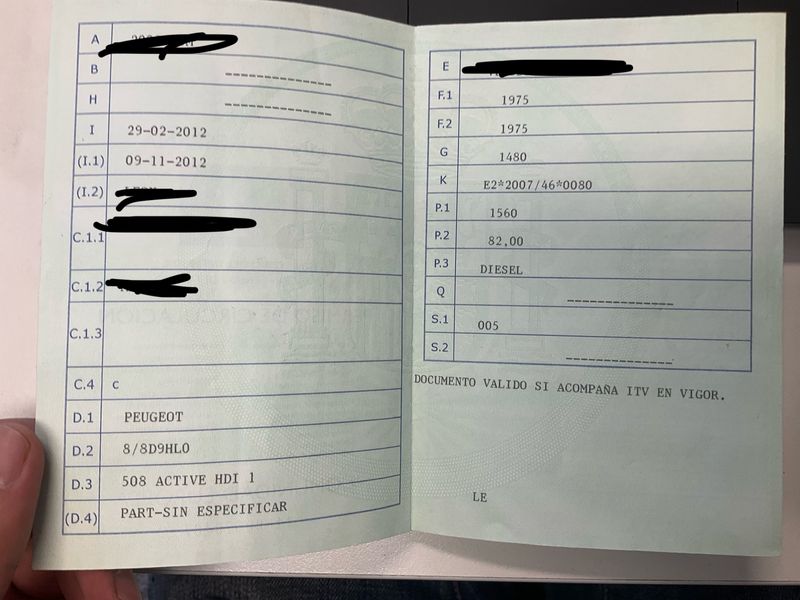 A
B --------------
H --------------
I 29-02-2012
(I.1) 09-11-2012
(I.2)
C.1.1
C.1.2
C.1.3
C.4 c
D.1 PEUGEOT
D.2 8/8D9HL0
D.3 508 ACTIVE HDI 1
(D.4) PART-SIN ESPECIFICAR
E
F.1 1975
F.2 1975
G 1480
K E2*2007/46*0080
P.1 1560
P.2 82,00
P.3 DIESEL
Q --------------
S.1 005
S.2 --------------
DOCUMENTO VALIDO SI ACOMPAÑA ITV EN VIGOR.
LE